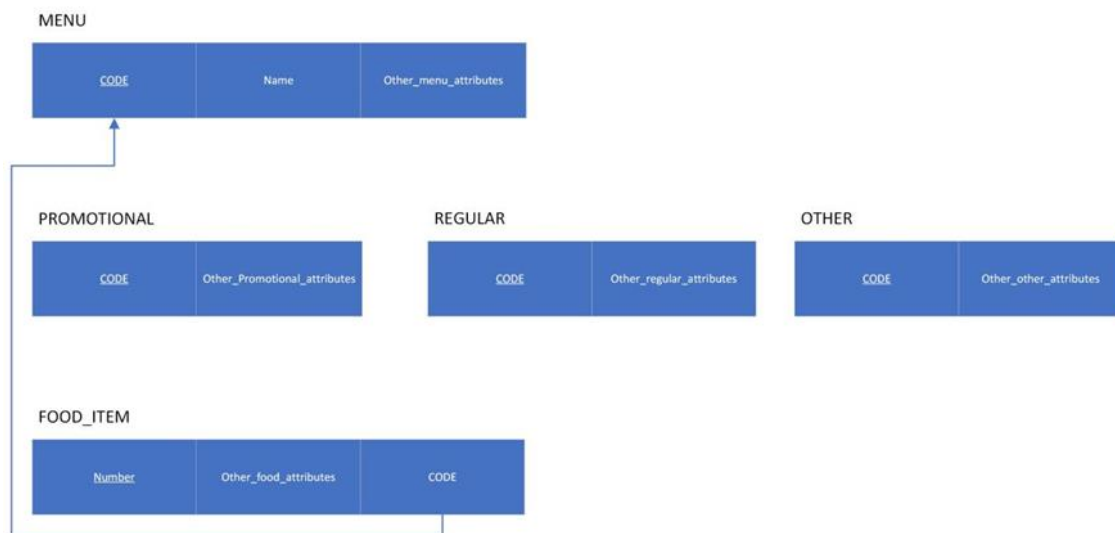 MENU
CODE Name Other_menu_attributes
PROMOTIONAL REGULAR OTHER
CODE Other_Promotional_attributes CODE Other_regular_attributes CODE Other_other_attributes
FOOD_ITEM
Number Other_food_attributes CODE